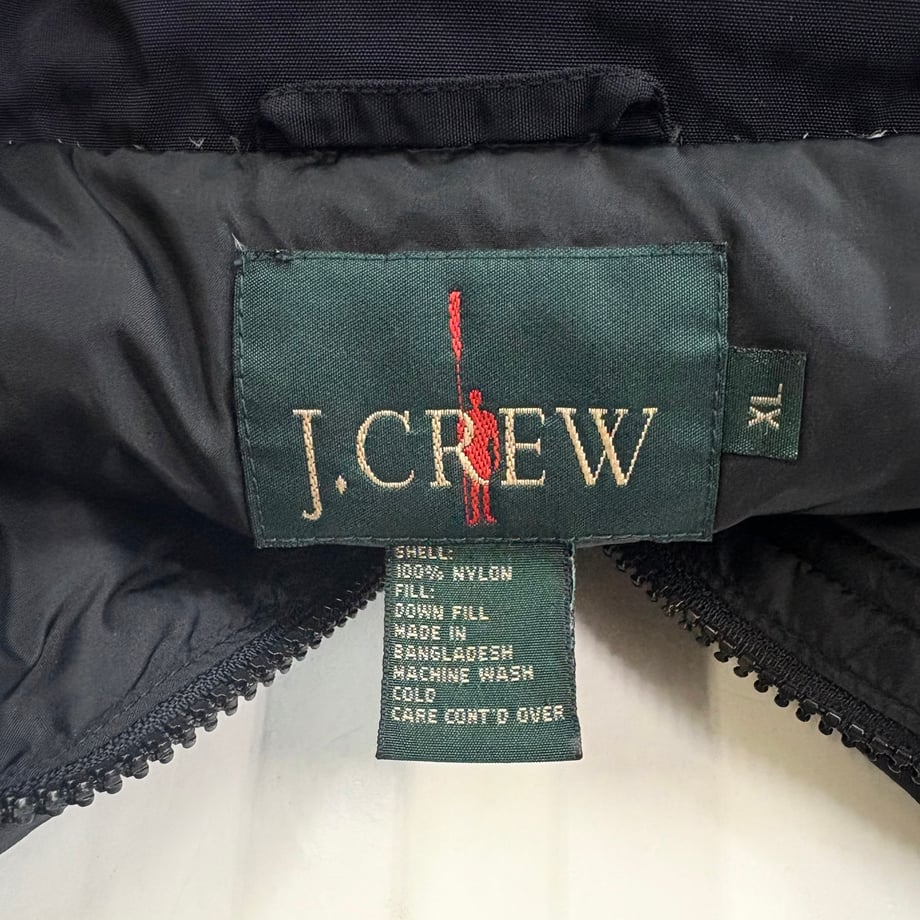 J.CREW
XL
SHELL:
100% NYLON
FILL:
DOWN FILL
MADE IN
BANGLADESH
MACHINE WASH
COLD
CARE CONT'D OVER